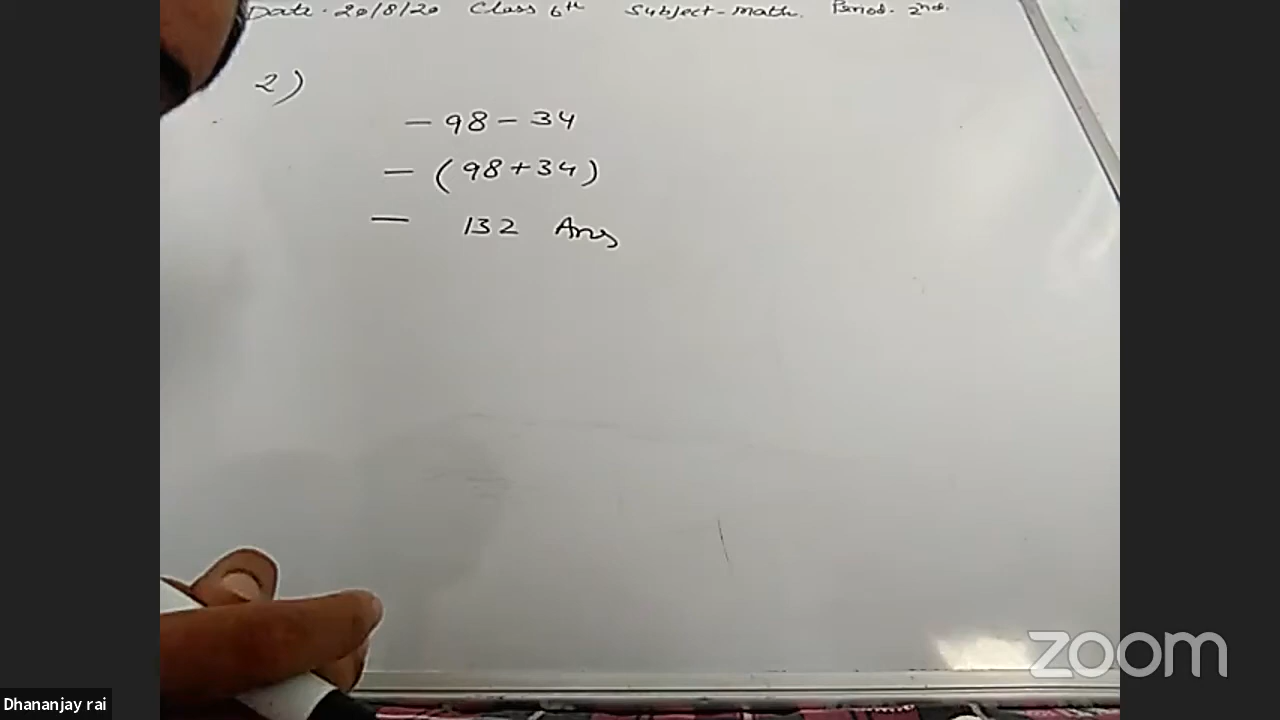 Date. 20/8/20 Class 6th Subject-Math. Period. 2nd.
2)
- 98 - 34
- (98+34)
- 132 Ans
zoom
Dhananjay rai